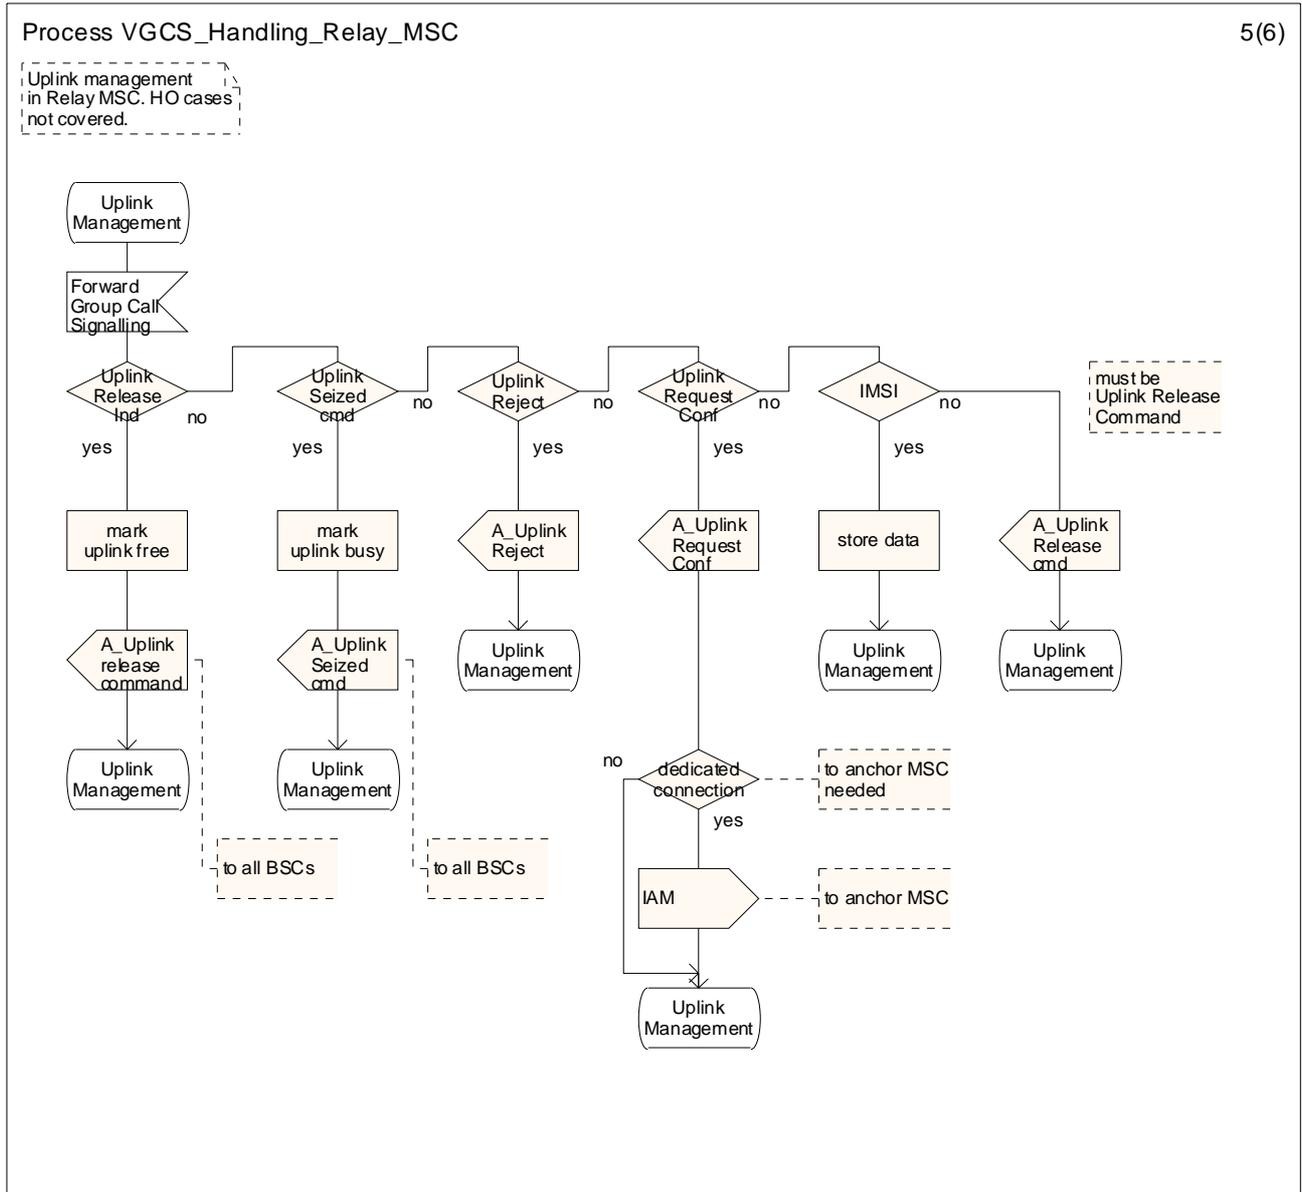 Process VGCS_Handling_Relay_MSC
5(6)
Uplink management
in Relay MSC. HO cases
not covered.
Uplink
Management
Forward
Group Call
Signalling
Uplink
Release
Ind
no
yes
Uplink
Seized
cmd
no
yes
Uplink
Reject
no
yes
Uplink
Request
Conf
no
yes
IMSI
no
yes
must be
Uplink Release
Command
mark
uplink free
mark
uplink busy
A_Uplink
Reject
A_Uplink
Request
Conf
store data
A_Uplink
Release
cmd
A_Uplink
release
command
A_Uplink
Seized
cmd
Uplink
Management
Uplink
Management
Uplink
Management
Uplink
Management
Uplink
Management
no
dedicated
connection
yes
to anchor MSC
needed
to all BSCs
to all BSCs
IAM
to anchor MSC
Uplink
Management